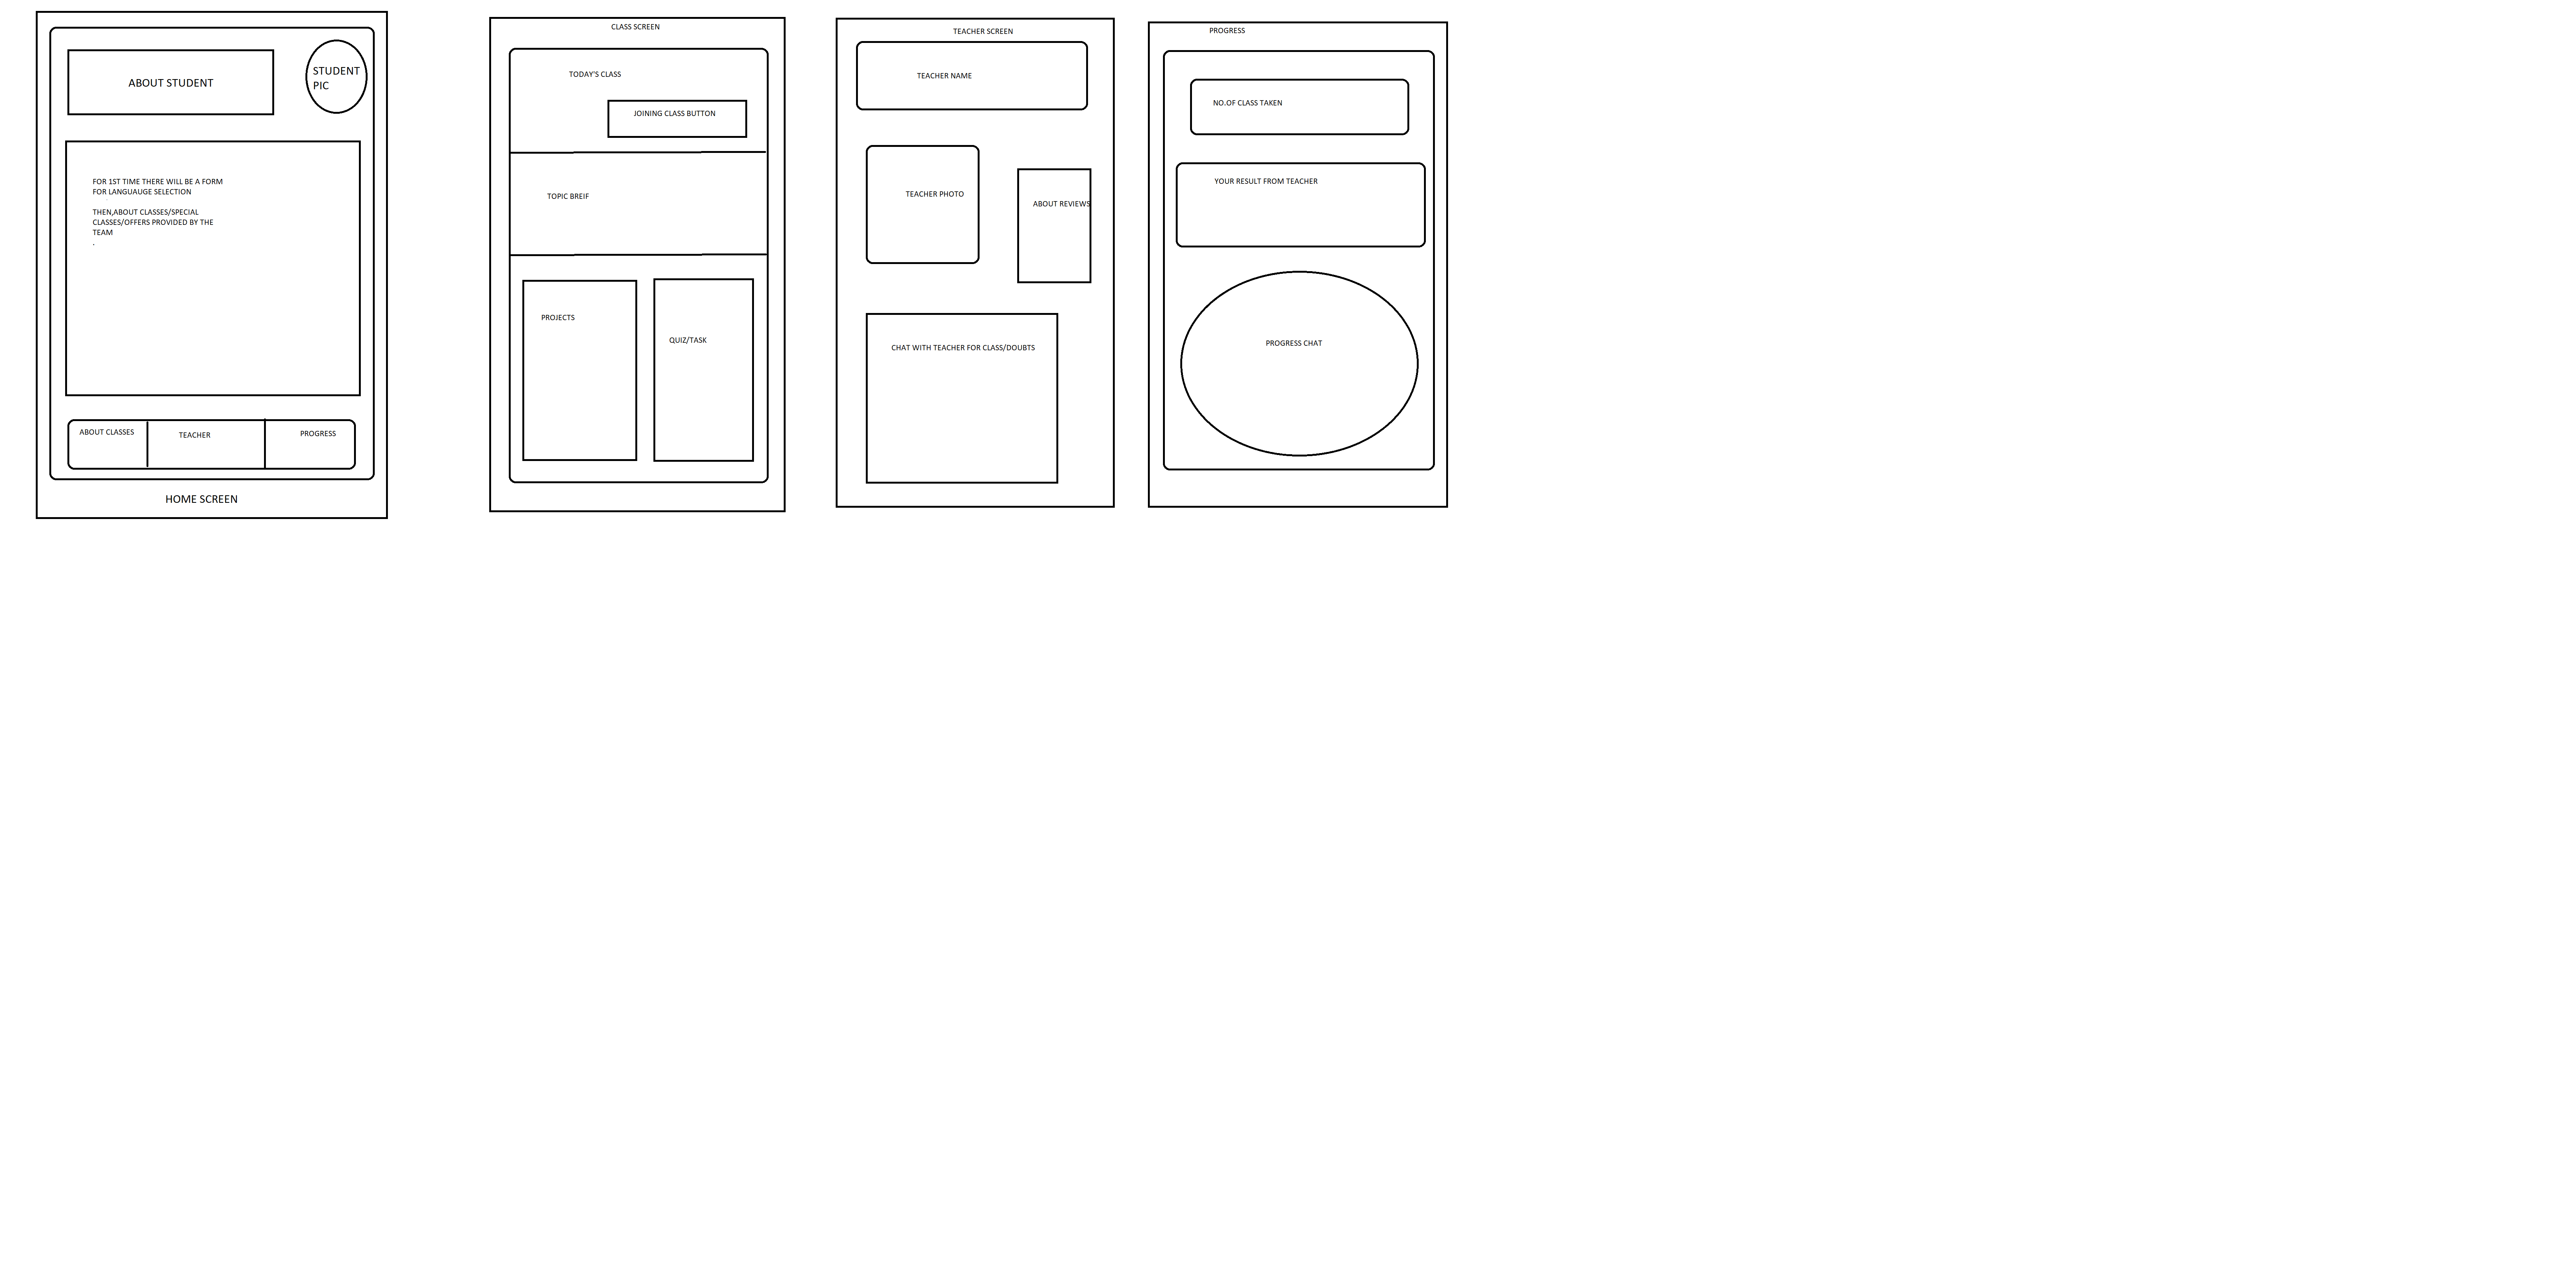 ABOUT STUDENT
STUDENT
PIC
FOR 1ST TIME THERE WILL BE A FORM
FOR LANGUAUGE SELECTION
THEN,ABOUT CLASSES/SPECIAL
CLASSES/OFFERS PROVIDED BY THE
TEAM
.
ABOUT CLASSES
TEACHER
PROGRESS
HOME SCREEN
CLASS SCREEN
TODAY'S CLASS
JOINING CLASS BUTTON
TOPIC BREIF
PROJECTS
QUIZ/TASK
TEACHER SCREEN
TEACHER NAME
TEACHER PHOTO
ABOUT REVIEWS
CHAT WITH TEACHER FOR CLASS/DOUBTS
PROGRESS
NO.OF CLASS TAKEN
YOUR RESULT FROM TEACHER
PROGRESS CHAT